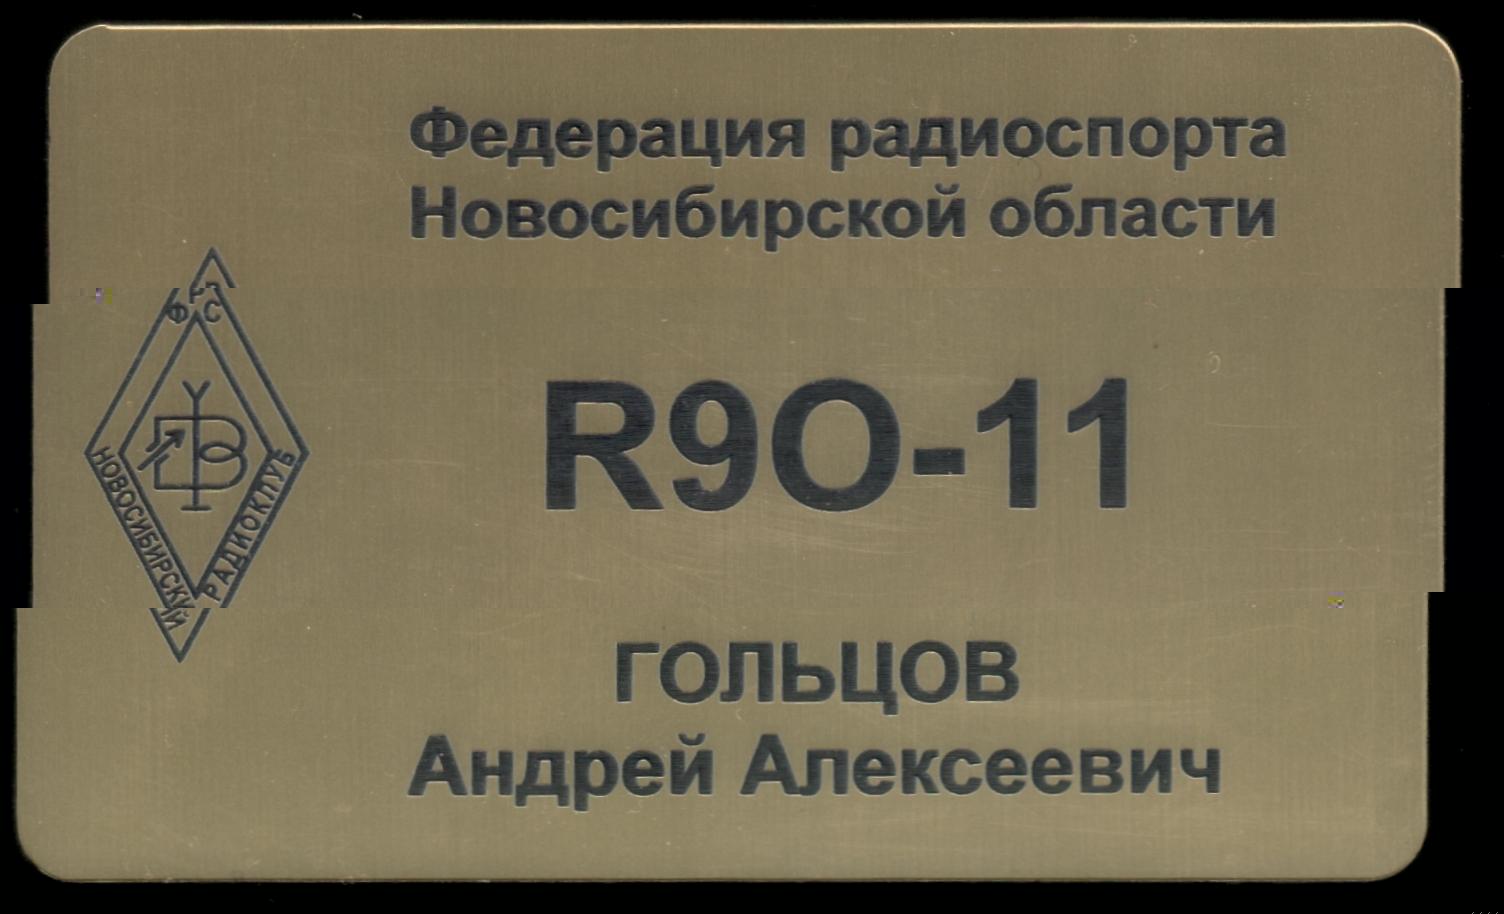 Федерация радиоспорта
Новосибирской области
ФРС
НОВОСИБИРСКИЙ РАДИОКЛУБ
R9O-11
ГОЛЬЦОВ
Андрей Алексеевич